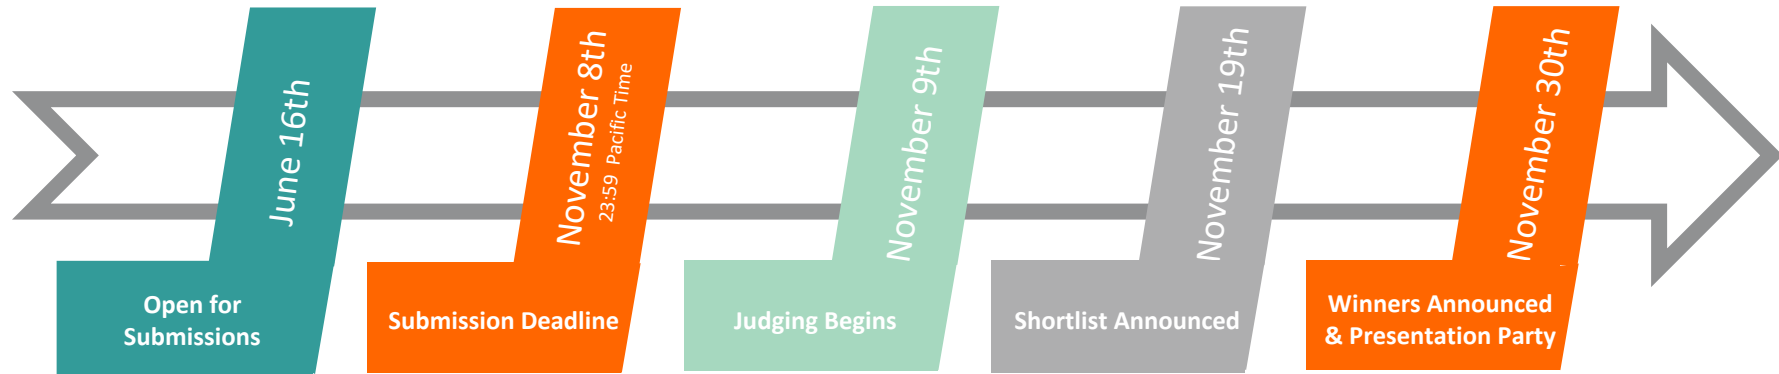 June 16th
Open for
Submissions
November 8th
23:59 Pacific Time
Submission Deadline
November 9th
Judging Begins
November 19th
Shortlist Announced
November 30th
Winners Announced
& Presentation Party